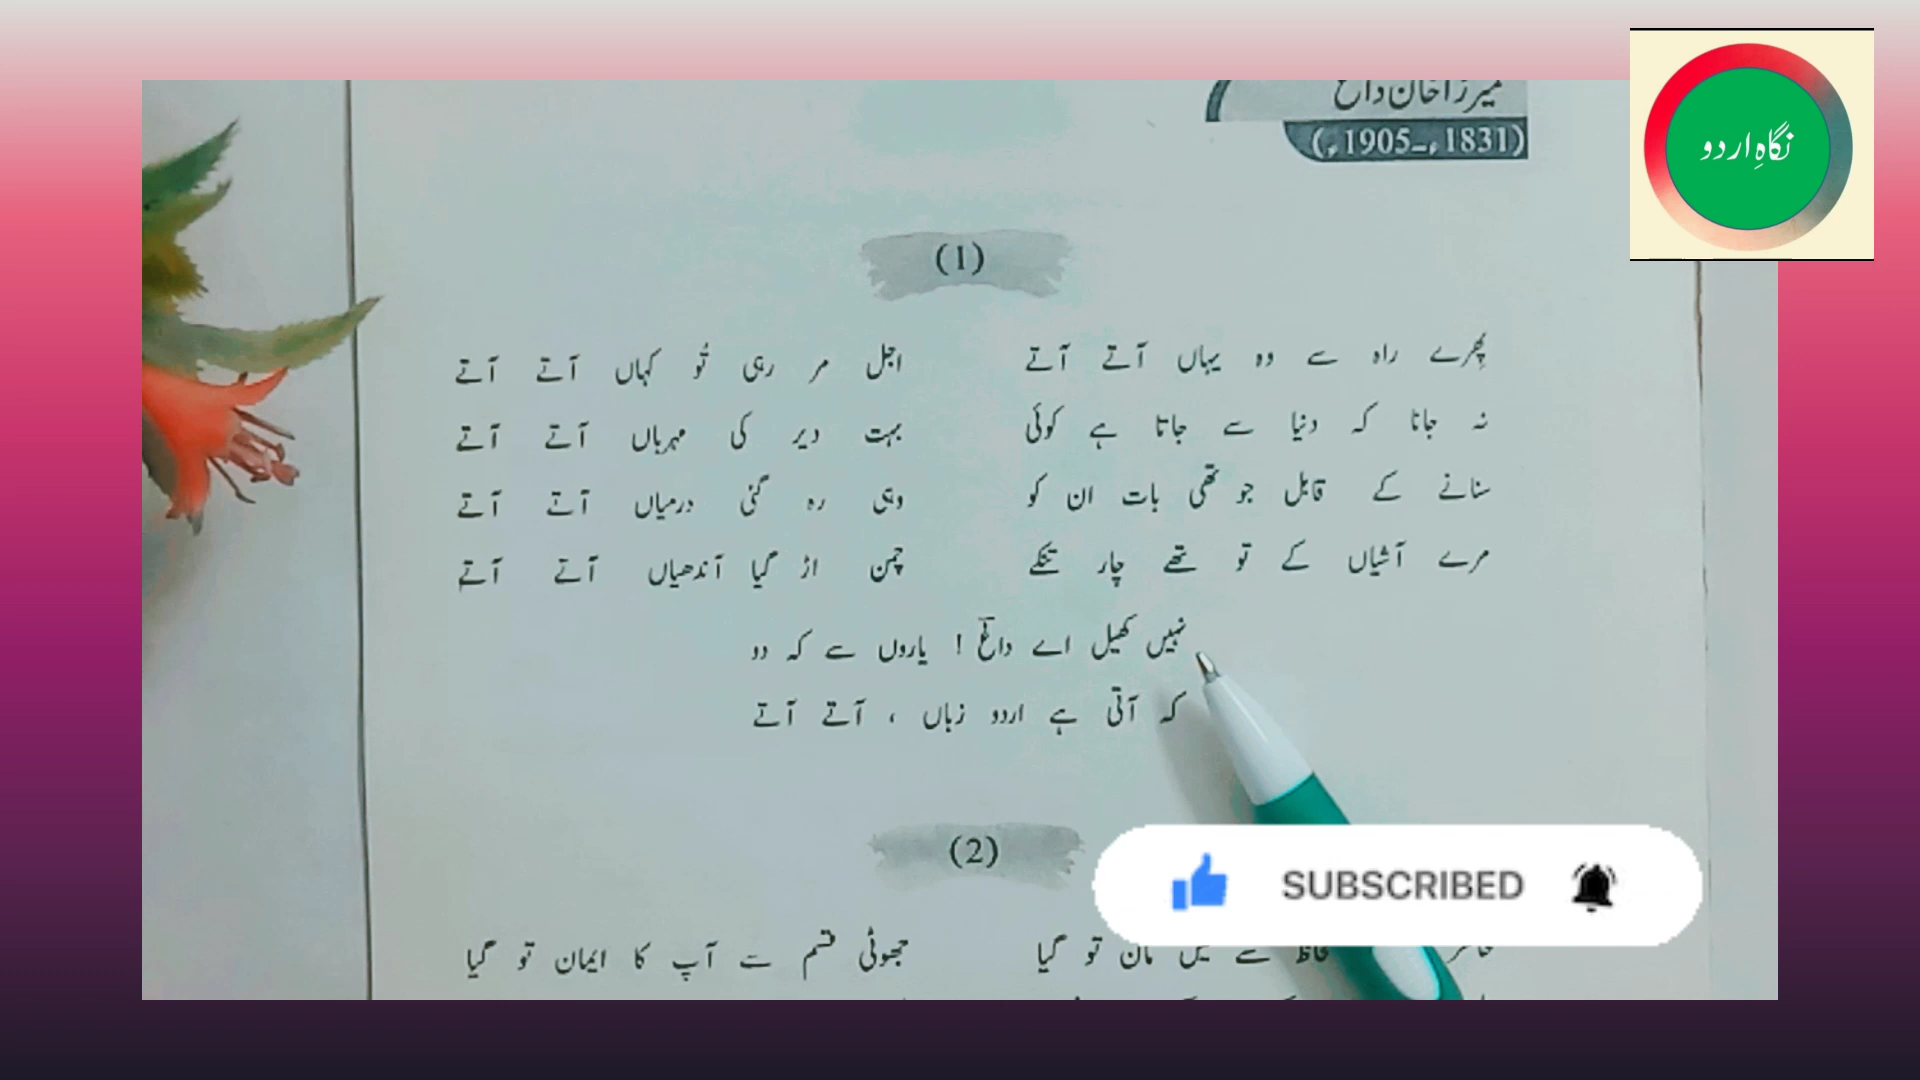 میرزا خان داغ
نگاہِ اردو
(1831ء-1905ء)
(1)
پھِرے راہ سے وہ یہاں آتے آتے اجل مر رہی تُو کہاں آتے آتے
نہ جانا کہ دنیا سے جاتا ہے کوئی بہت دیر کی مہرباں آتے آتے
سنانے کے قابل جو تھی بات ان کو وہی رہ گئی درمیاں آتے آتے
مرے آشیاں کے تو تھے چار تنکے چمن اڑ گیا آندھیاں آتے آتے
نہیں کھیل اے داغؔ ! یاروں سے کہ دو
کہ آتی ہے اردو زباں ، آتے آتے
(2)
SUBSCRIBED
سے میں مان تو گیا جھوٹی قسم سے آپ کا ایمان تو گیا